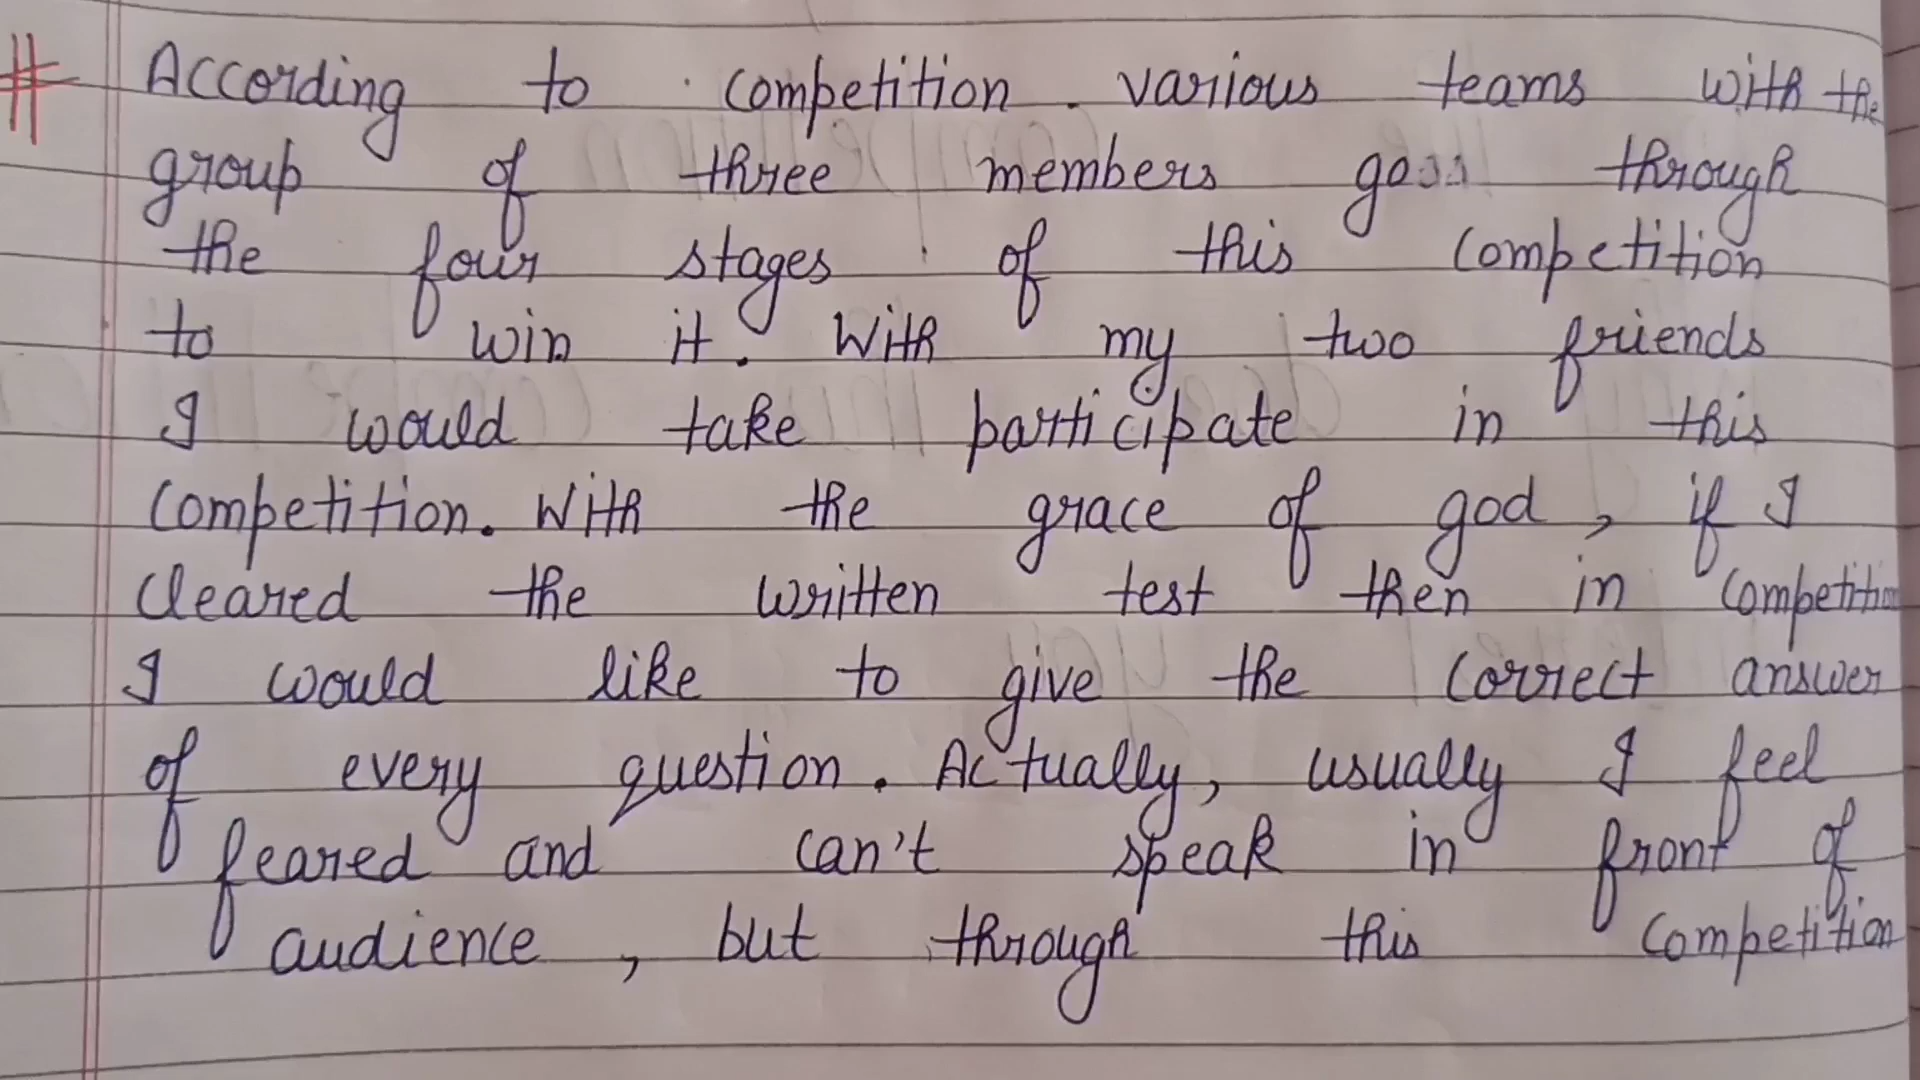 # According to competition. various teams with the
group of three members goes through
the four stages of this competition
to win it. With my two friends
I would take participate in this
competition. With the grace of god, if I
cleared the written test then in competition
I would like to give the correct answer
of every question. Actually, usually I feel
feared and can't speak in front of
audience, but through this competition